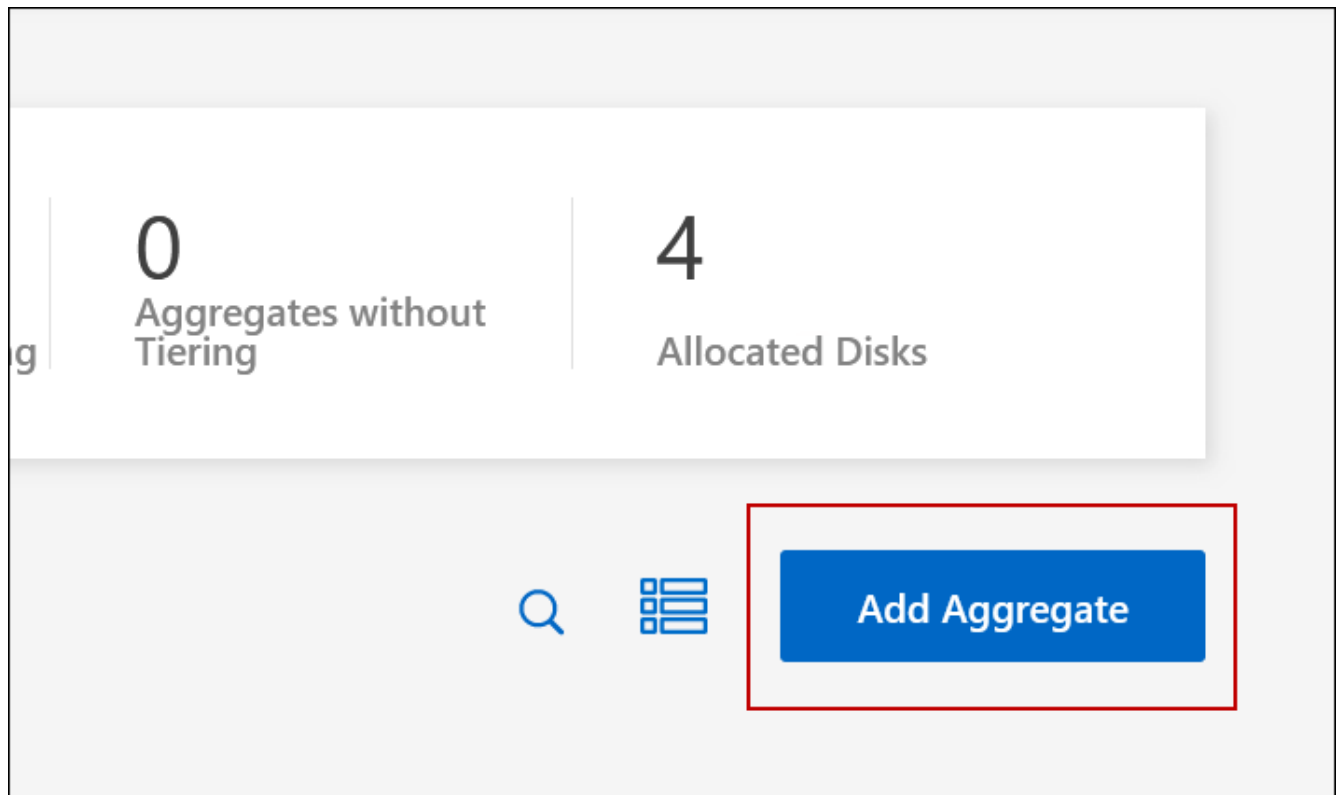 0
Aggregates without
Tiering
4
Allocated Disks
Add Aggregate